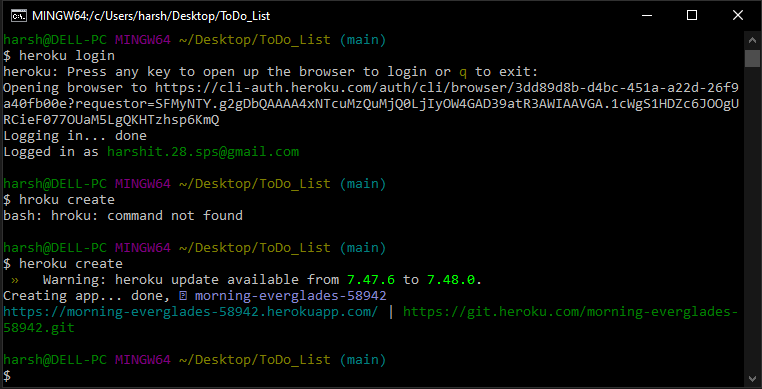 MINGW64:/c/Users/harsh/Desktop/ToDo_List
harsh@DELL-PC MINGW64 ~/Desktop/ToDo_List (main)
$ heroku login
heroku: Press any key to open up the browser to login or q to exit:
Opening browser to https://cli-auth.heroku.com/auth/cli/browser/3dd89d8b-d4bc-451a-a22d-26f9
a40fb00e?requestor=SFMyNTY.g2gDbQAAAA4xNTcuMzQuMjQ0LjIyOW4GAD39atR3AWIAAVGA.1cWgS1HDZc6JOOgU
RCieF077OUaM5LgQKHTzhsp6KmQ
Logging in... done
Logged in as harshit.28.sps@gmail.com
harsh@DELL-PC MINGW64 ~/Desktop/ToDo_List (main)
$ hroku create
bash: hroku: command not found
harsh@DELL-PC MINGW64 ~/Desktop/ToDo_List (main)
$ heroku create
»   Warning: heroku update available from 7.47.6 to 7.48.0.
Creating app... done, morning-everglades-58942
https://morning-everglades-58942.herokuapp.com/ | https://git.heroku.com/morning-everglades-
58942.git
harsh@DELL-PC MINGW64 ~/Desktop/ToDo_List (main)
$